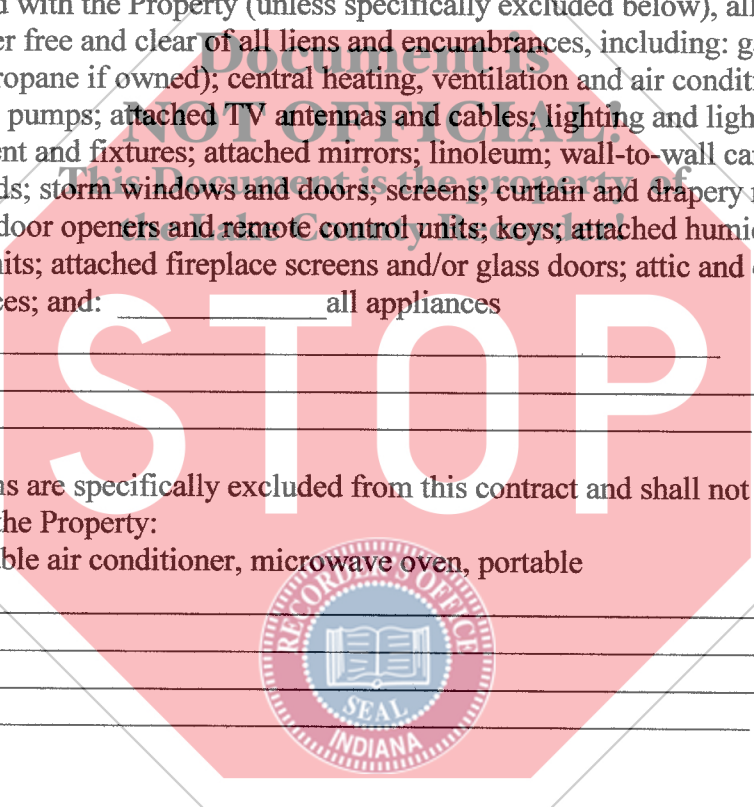 with the Property (unless specifically excluded below), all
er free and clear of all liens and encumbrances, including:
ropane if owned); central heating, ventilation and air condit
pumps; attached TV antennas and cables; lighting and ligh
ent and fixtures; attached mirrors; linoleum; wall-to-wall ca
ds; storm windows and doors; screens; curtain and drapery
door openers and remote control units; keys; attached humi
nits; attached fireplace screens and/or glass doors; attic and
ces; and: all appliances
ns are specifically excluded from this contract and shall not
the Property:
ble air conditioner, microwave oven, portable
Document is
NOT OFFICIAL!
This Document is the property of
the Lake County Recorder!
STOP
RECORDER'S OFFICE
SEAL
INDIANA